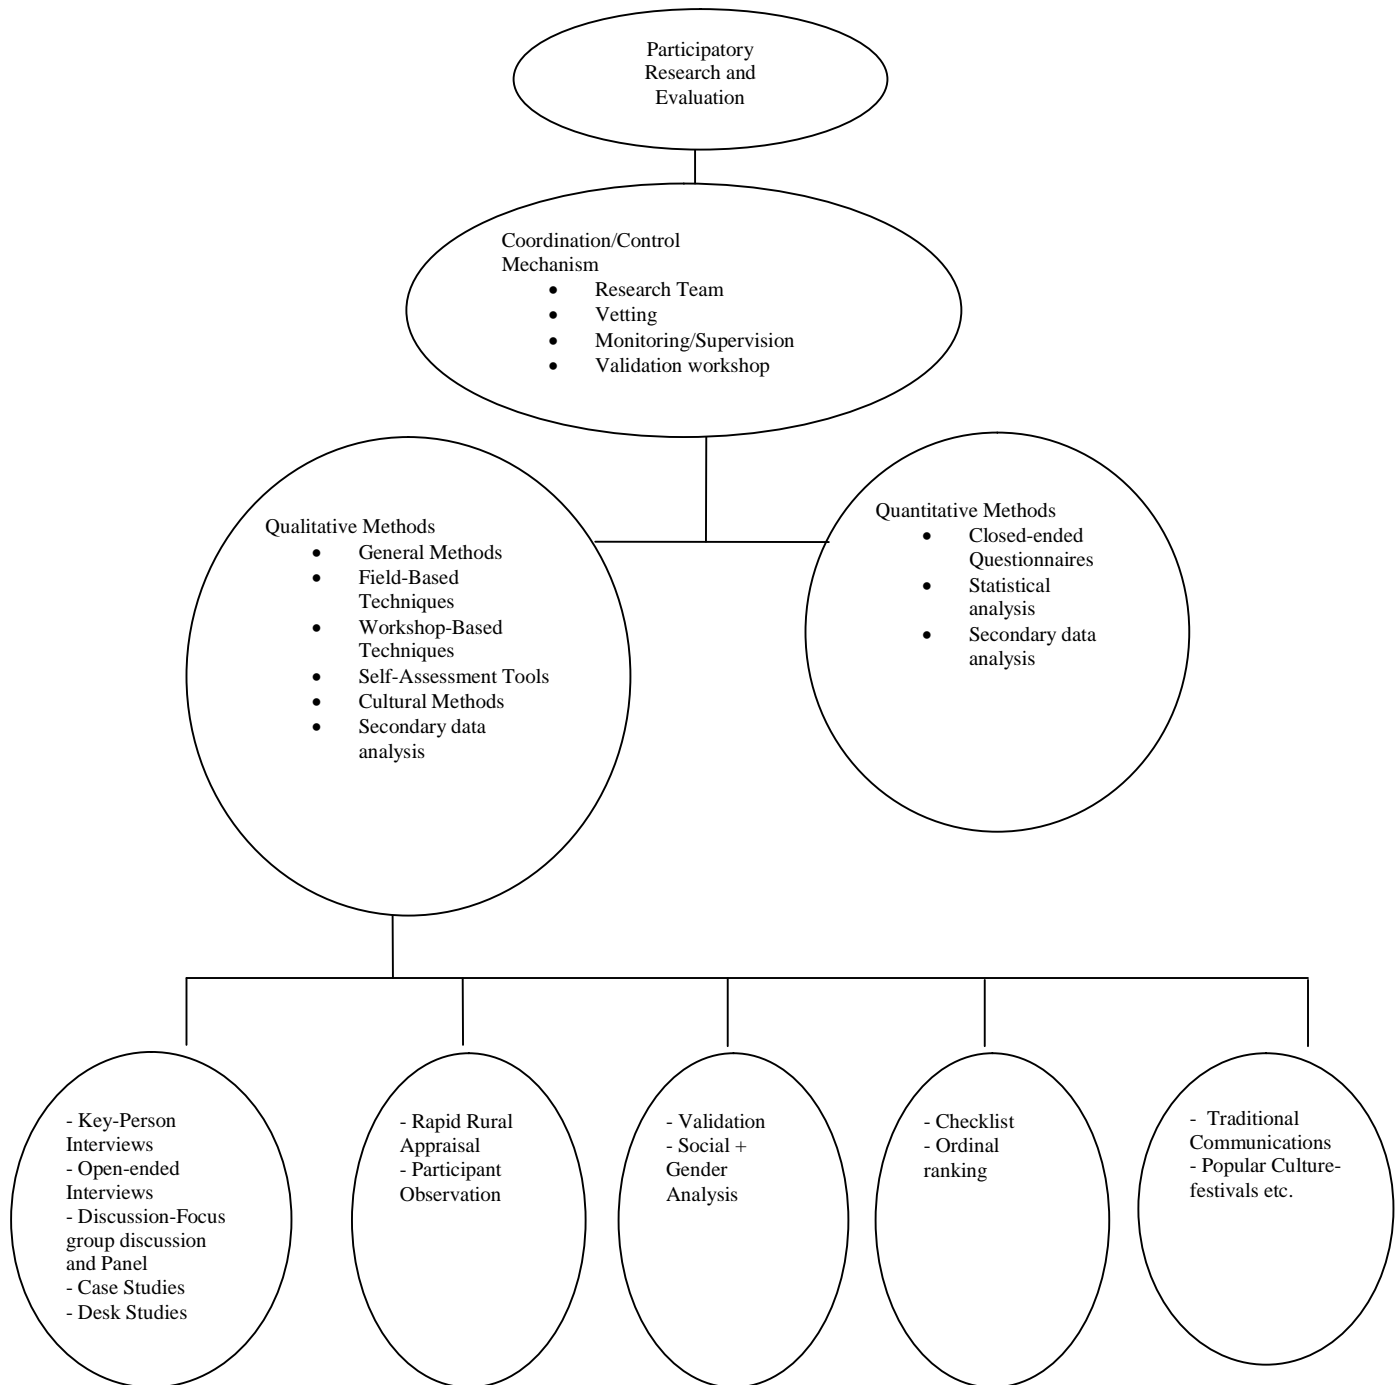 Participatory
Research and
Evaluation
Coordination/Control
Mechanism
• Research Team
• Vetting
• Monitoring/Supervision
• Validation workshop
Qualitative Methods
• General Methods
• Field-Based
Techniques
• Workshop-Based
Techniques
• Self-Assessment Tools
• Cultural Methods
• Secondary data
analysis
Quantitative Methods
• Closed-ended
Questionnaires
• Statistical
analysis
• Secondary data
analysis
- Key-Person
Interviews
- Open-ended
Interviews
- Discussion-Focus
group discussion
and Panel
- Case Studies
- Desk Studies
- Rapid Rural
Appraisal
- Participant
Observation
- Validation
- Social +
Gender
Analysis
- Checklist
- Ordinal
ranking
- Traditional
Communications
- Popular Culture-
festivals etc.